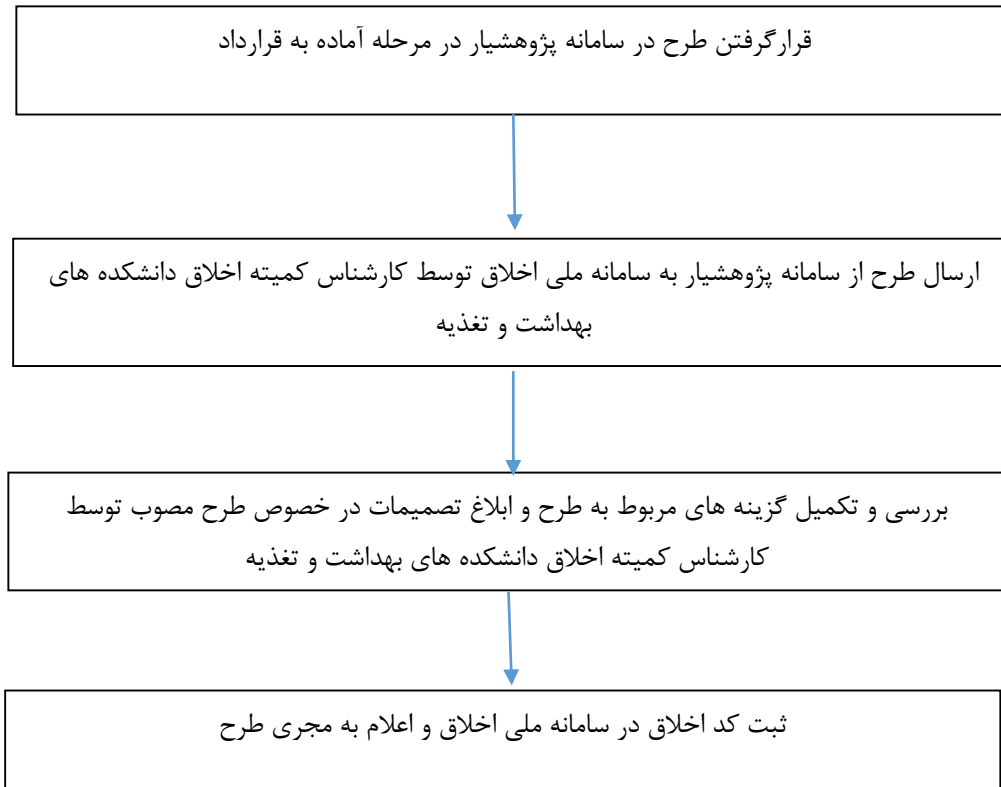 قرارگرفتن طرح در سامانه پژوهشیار در مرحله آماده به قرارداد
ارسال طرح از سامانه پژوهشیار به سامانه ملی اخلاق توسط کارشناس کمیته اخلاق دانشکده های
بهداشت و تغذیه
بررسی و تکمیل گزینه های مربوط به طرح و ابلاغ تصمیمات در خصوص طرح مصوب توسط
کارشناس کمیته اخلاق دانشکده های بهداشت و تغذیه
ثبت کد اخلاق در سامانه ملی اخلاق و اعلام به مجری طرح